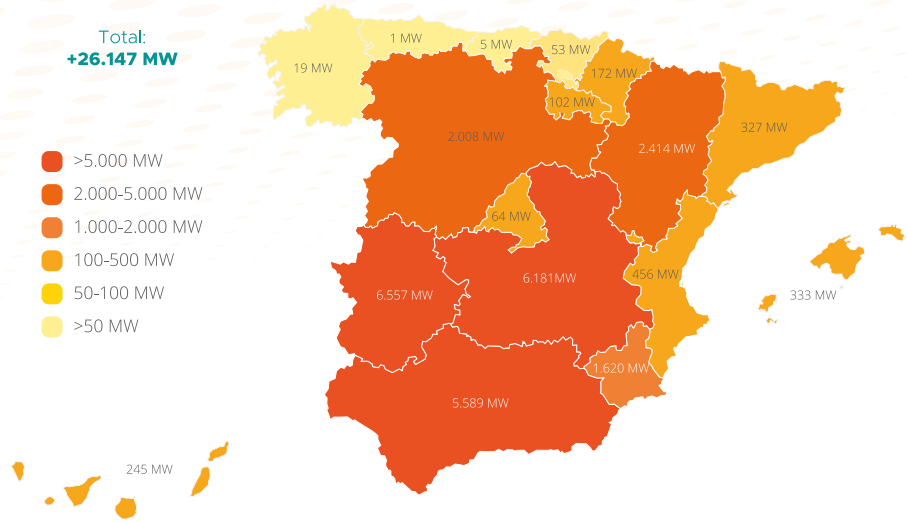 Total:
+26.147 MW
>5.000 MW
2.000-5.000 MW
1.000-2.000 MW
100-500 MW
50-100 MW
>50 MW
19 MW
1 MW
5 MW
53 MW
172 MW
102 MW
2.008 MW
2.414 MW
327 MW
64 MW
6.181MW
456 MW
333 MW
6.557 MW
1.620 MW
5.589 MW
245 MW